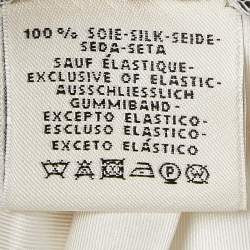 100% SOIE-SILK-SEIDE-
SEDA-SETA
SAUF ÉLASTIQUE-
EXCLUSIVE OF ELASTIC-
AUSSCHLIESSLICH
GUMMIBAND-
EXCEPTO ELASTICO-
ESCLUSO ELASTICO-
EXCETO ELÁSTICO